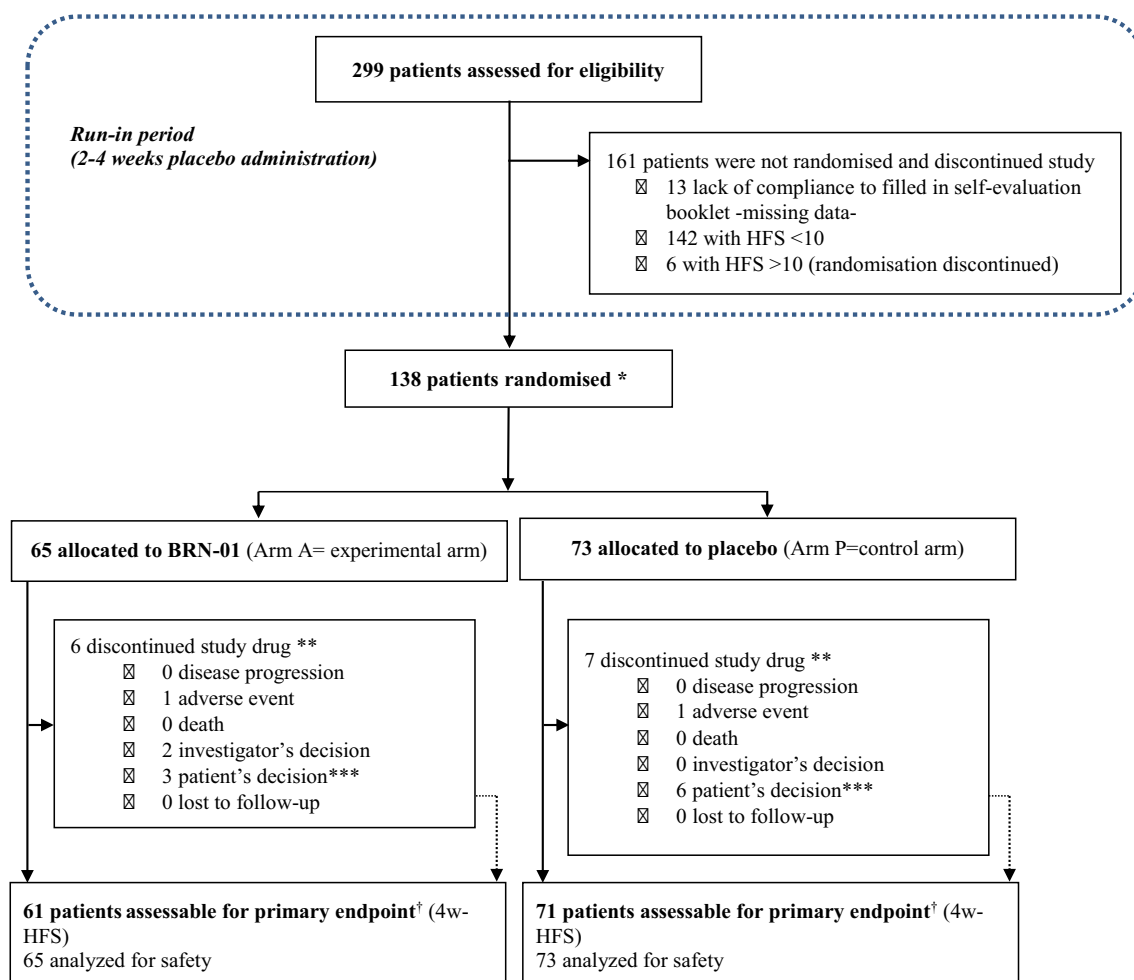 299 patients assessed for eligibility
Run-in period
(2-4 weeks placebo administration)
161 patients were not randomised and discontinued study
13 lack of compliance to filled in self-evaluation
booklet -missing data-
142 with HFS <10
6 with HFS >10 (randomisation discontinued)
138 patients randomised *
65 allocated to BRN-01 (Arm A= experimental arm)
73 allocated to placebo (Arm P=control arm)
6 discontinued study drug **
0 disease progression
1 adverse event
0 death
2 investigator’s decision
3 patient’s decision***
0 lost to follow-up
7 discontinued study drug **
0 disease progression
1 adverse event
0 death
0 investigator’s decision
6 patient’s decision***
0 lost to follow-up
61 patients assessable for primary endpoint† (4w-
HFS)
65 analyzed for safety
71 patients assessable for primary endpoint† (4w-
HFS)
73 analyzed for safety